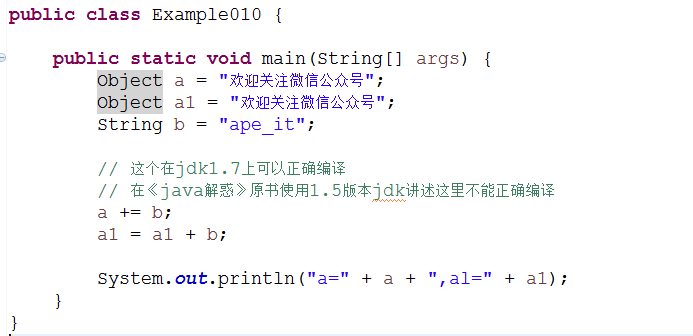 public class Example010 {
public static void main(String[] args) {
Object a = "欢迎关注微信公众号";
Object a1 = "欢迎关注微信公众号";
String b = "ape_it";
// 这个在jdk1.7上可以正确编译
// 在《java解惑》原书使用1.5版本jdk讲述这里不能正确编译
a += b;
a1 = a1 + b;
System.out.println("a=" + a + ",a1=" + a1);
}
}